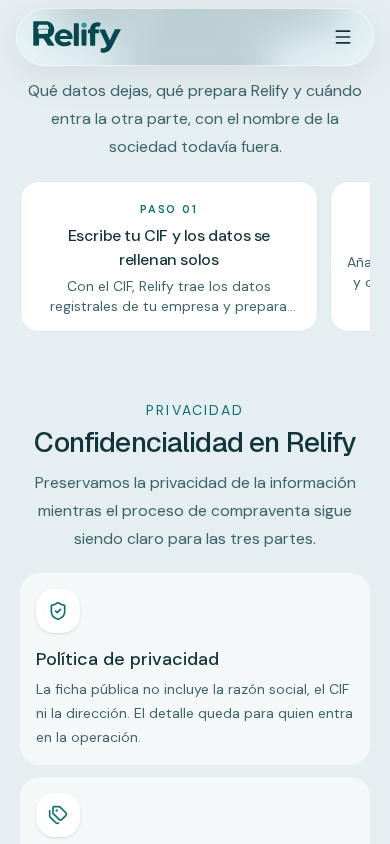 Relify
Qué datos dejas, qué prepara Relify y cuándo
entra la otra parte, con el nombre de la
sociedad todavía fuera.
PASO 01
Escribe tu CIF y los datos se
rellenan solos
Con el CIF, Relify trae los datos
registrales de tu empresa y prepara...
PRIVACIDAD
Confidencialidad en Relify
Preservamos la privacidad de la información
mientras el proceso de compraventa sigue
siendo claro para las tres partes.
Política de privacidad
La ficha pública no incluye la razón social, el CIF
ni la dirección. El detalle queda para quien entra
en la operación.